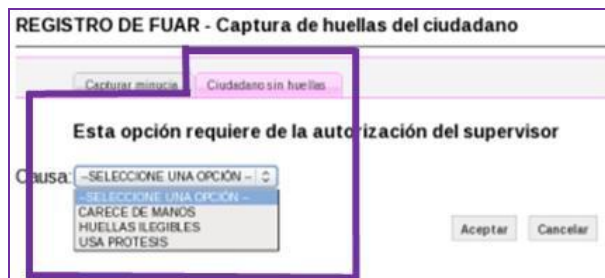 REGISTRO DE FUAR - Captura de huellas del ciudadano
Capturar minucia Ciudadano sin huellas
Esta opción requiere de la autorización del supervisor
Causa: --SELECCIONE UNA OPCIÓN --
--SELECCIONE UNA OPCIÓN --
CARECE DE MANOS
HUELLAS ILEGIBLES
USA PROTESIS
Aceptar Cancelar